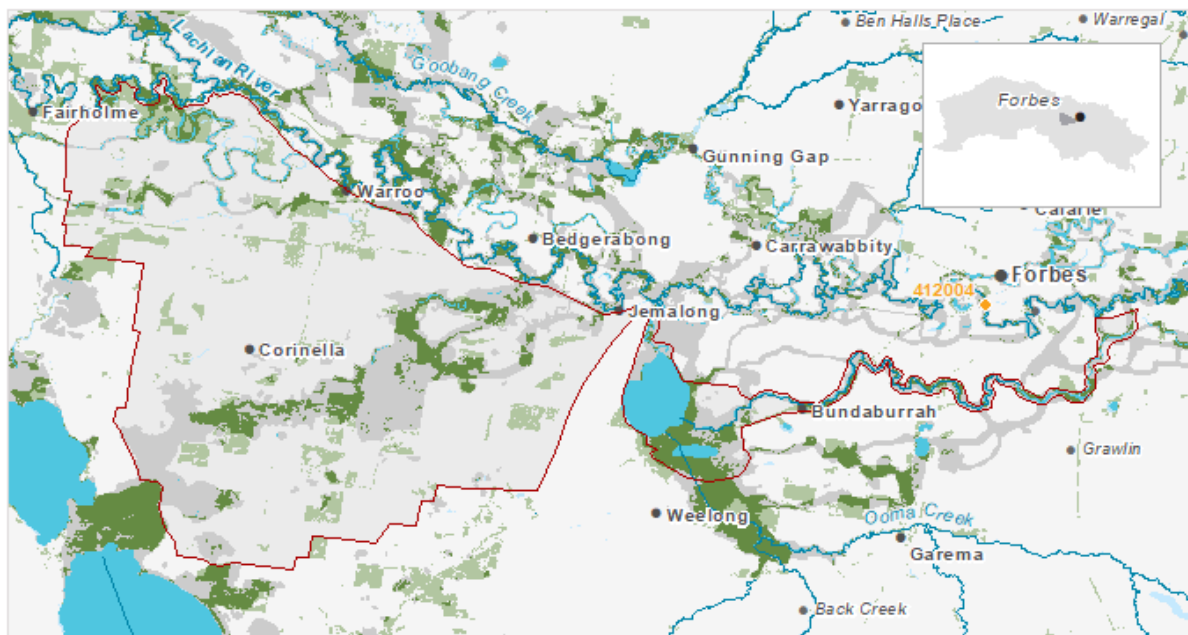 Ben Halls Place
Warregal
Lachlan River
Goobang Creek
Forbes
Fairholme
Yarrago
Gunning Gap
Warroo
Calarie
Bedgerabong
Carrawabbity
Forbes
412004
Jemalong
Corinella
Bundaburrah
Grawlin
Weelong
Ooma Creek
Garema
Back Creek